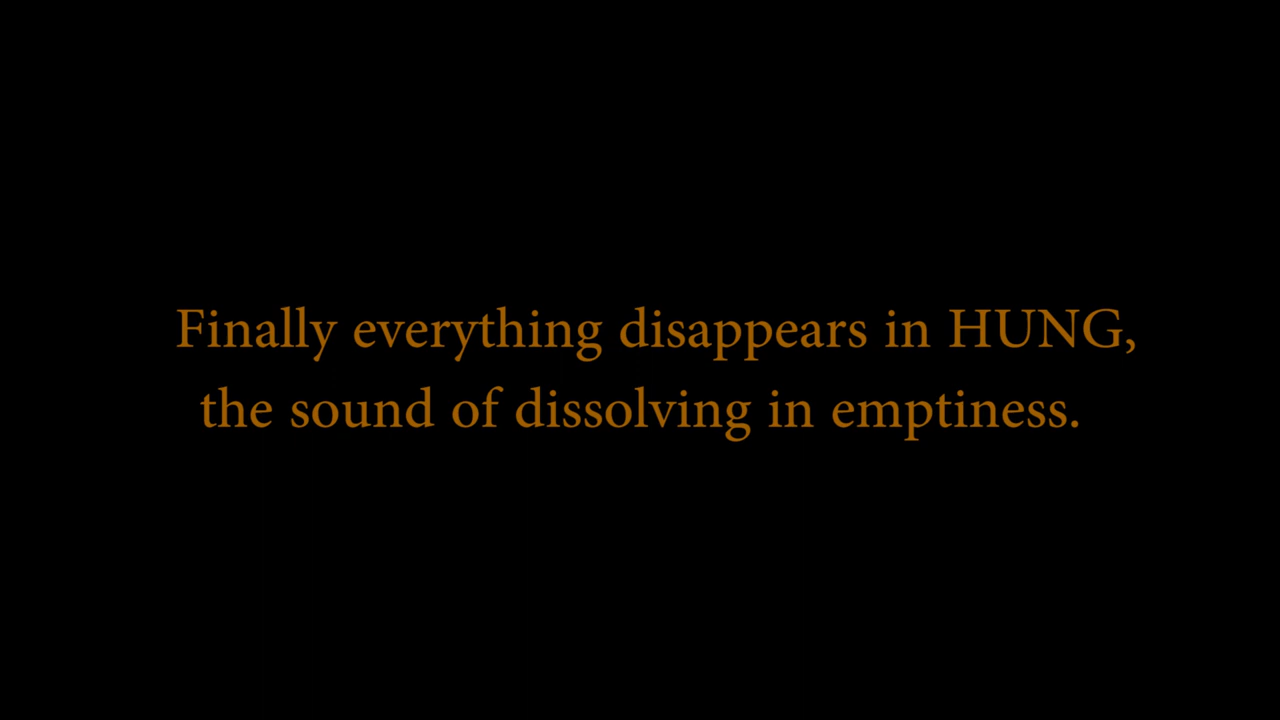 Finally everything disappears in HUNG,
the sound of dissolving in emptiness.